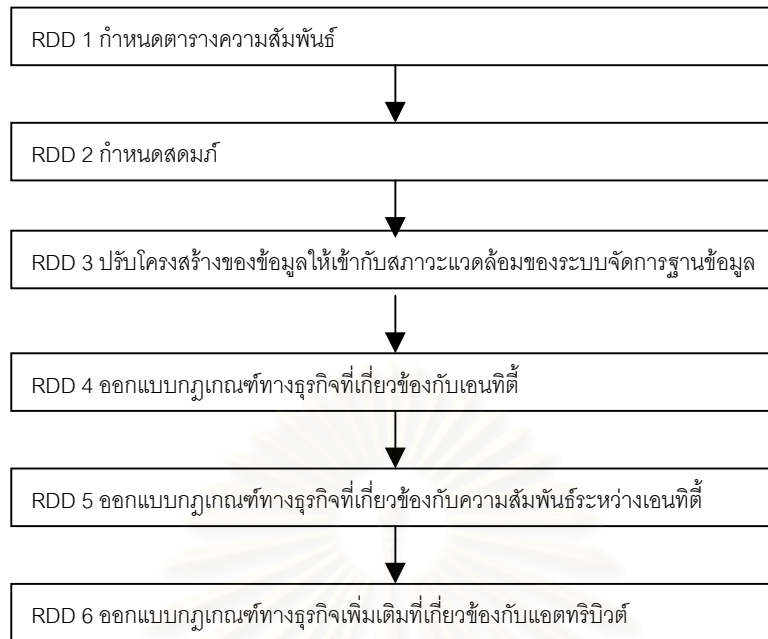 RDD 1 กำหนดตารางความสัมพันธ์
RDD 2 กำหนดสดมภ์
RDD 3 ปรับโครงสร้างของข้อมูลให้เข้ากับสภาวะแวดล้อมของระบบจัดการฐานข้อมูล
RDD 4 ออกแบบกฎเกณฑ์ทางธุรกิจที่เกี่ยวข้องกับเอนทิตี้
RDD 5 ออกแบบกฎเกณฑ์ทางธุรกิจที่เกี่ยวข้องกับความสัมพันธ์ระหว่างเอนทิตี้
RDD 6 ออกแบบกฎเกณฑ์ทางธุรกิจเพิ่มเติมที่เกี่ยวข้องกับแอตทริบิวต์